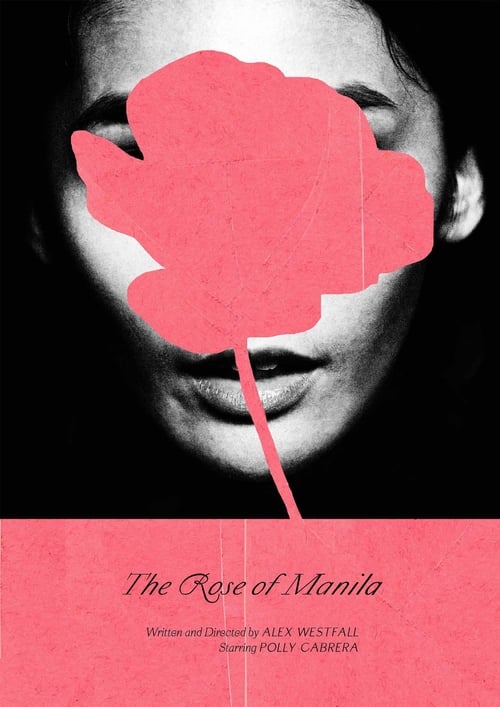 The Rose of Manila
Written and Directed by ALEX WESTFALL
Starring POLLY CABRERA